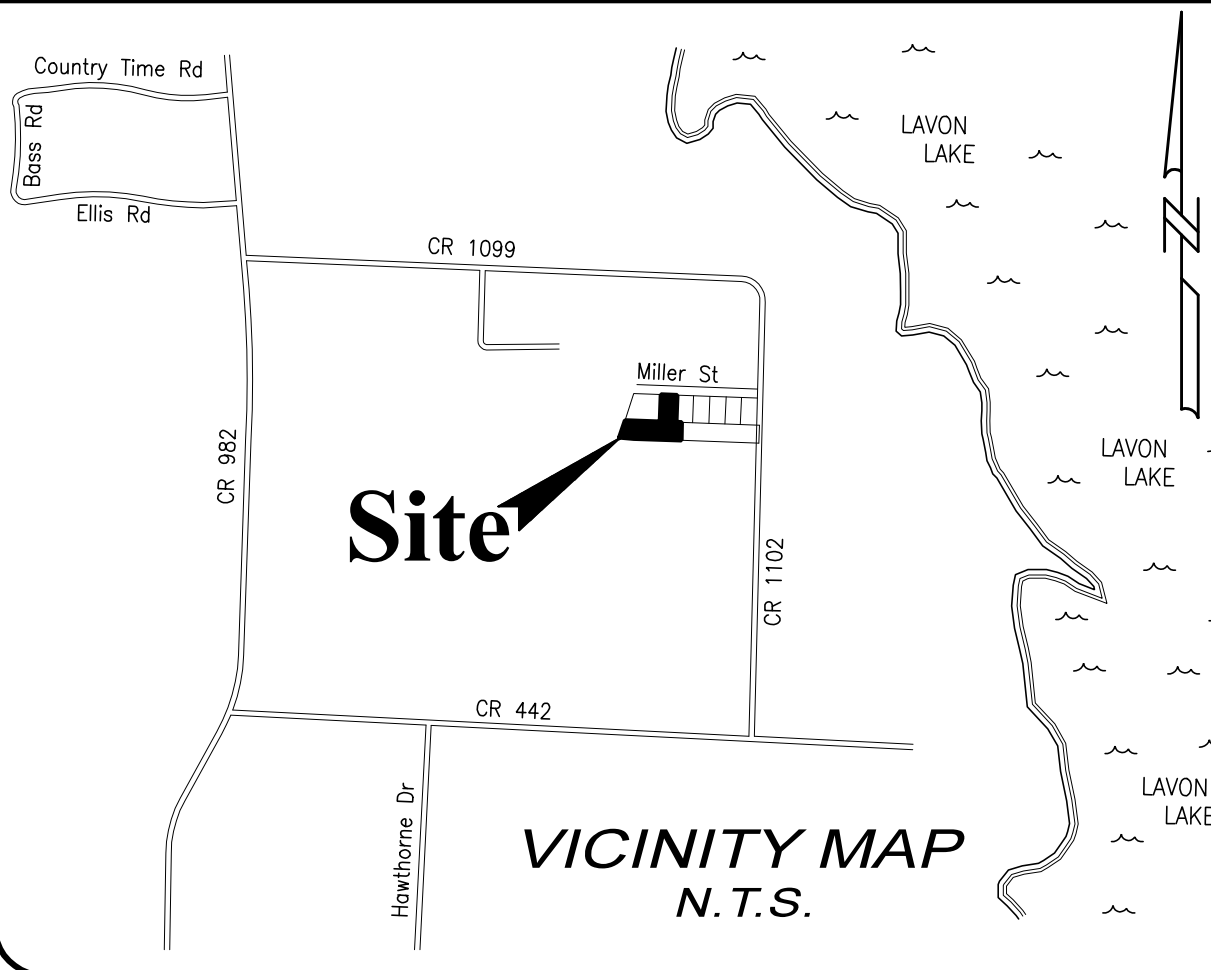 Country Time Rd
Bass Rd
Ellis Rd
LAVON
LAKE
N
CR 1099
Miller St
CR 982
Site
LAVON
LAKE
CR 1102
CR 442
Hawthorne Dr
LAVON
LAKE
VICINITY MAP
N.T.S.